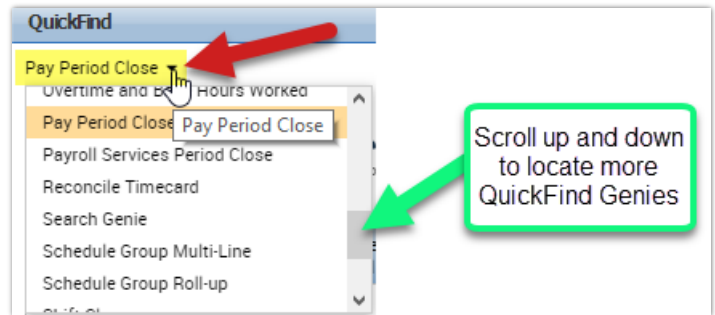 QuickFind
Pay Period Close
Overtime and B Hours Worked
Pay Period Close
Pay Period Close
Payroll Services Period Close
Reconcile Timecard
Search Genie
Schedule Group Multi-Line
Schedule Group Roll-up
Scroll up and down
to locate more
QuickFind Genies